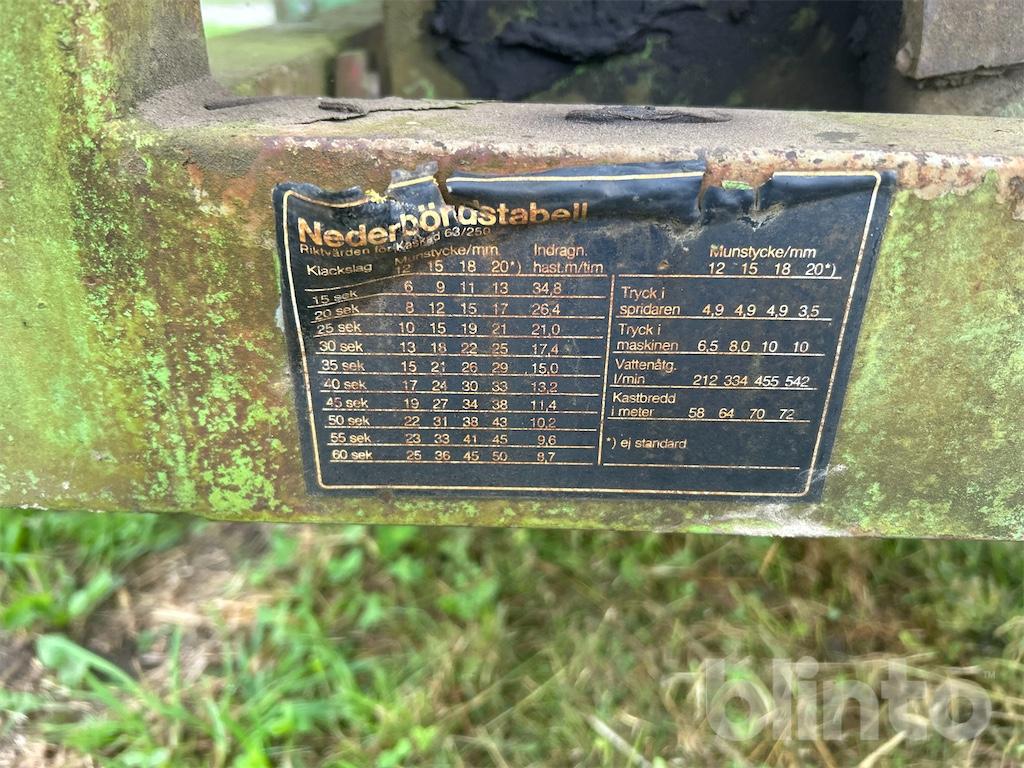 Nederbördstabell
Riktvärden för Kaskad 63/250
Klackslag Munstycke/mm Indragn.
12 15 18 20*) hast.m/tim
15 sek 6 9 11 13 34,8
20 sek 8 12 15 17 26,4
25 sek 10 15 19 21 21,0
30 sek 13 18 22 25 17,4
35 sek 15 21 26 29 15,0
40 sek 17 24 30 33 13,2
45 sek 19 27 34 38 11,4
50 sek 22 31 38 43 10,2
55 sek 23 33 41 45 9,6
60 sek 25 36 45 50 8,7
Munstycke/mm
12 15 18 20*)
Tryck i
spridaren 4,9 4,9 4,9 3,5
Tryck i
maskinen 6,5 8,0 10 10
Vattenåtg.
l/min 212 334 455 542
Kastbredd
i meter 58 64 70 72
*) ej standard
blinto™